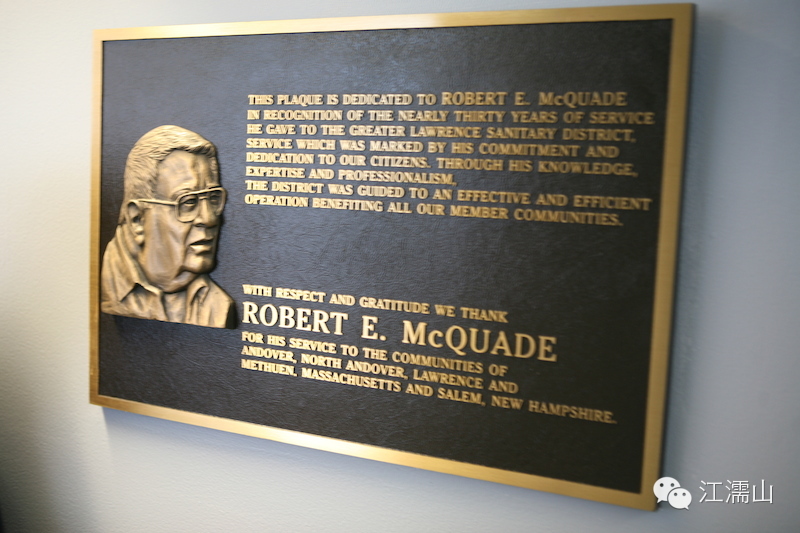 THIS PLAQUE IS DEDICATED TO ROBERT E. McQUADE
IN RECOGNITION OF THE NEARLY THIRTY YEARS OF SERVICE
HE GAVE TO THE GREATER LAWRENCE SANITARY DISTRICT,
SERVICE WHICH WAS MARKED BY HIS COMMITMENT AND
DEDICATION TO OUR CITIZENS. THROUGH HIS KNOWLEDGE,
EXPERTISE AND PROFESSIONALISM,
THE DISTRICT WAS GUIDED TO AN EFFECTIVE AND EFFICIENT
OPERATION BENEFITING ALL OUR MEMBER COMMUNITIES.
WITH RESPECT AND GRATITUDE WE THANK
ROBERT E. McQUADE
FOR HIS SERVICE TO THE COMMUNITIES OF
ANDOVER, NORTH ANDOVER, LAWRENCE AND
METHUEN, MASSACHUSETTS AND SALEM, NEW HAMPSHIRE.
江濡山